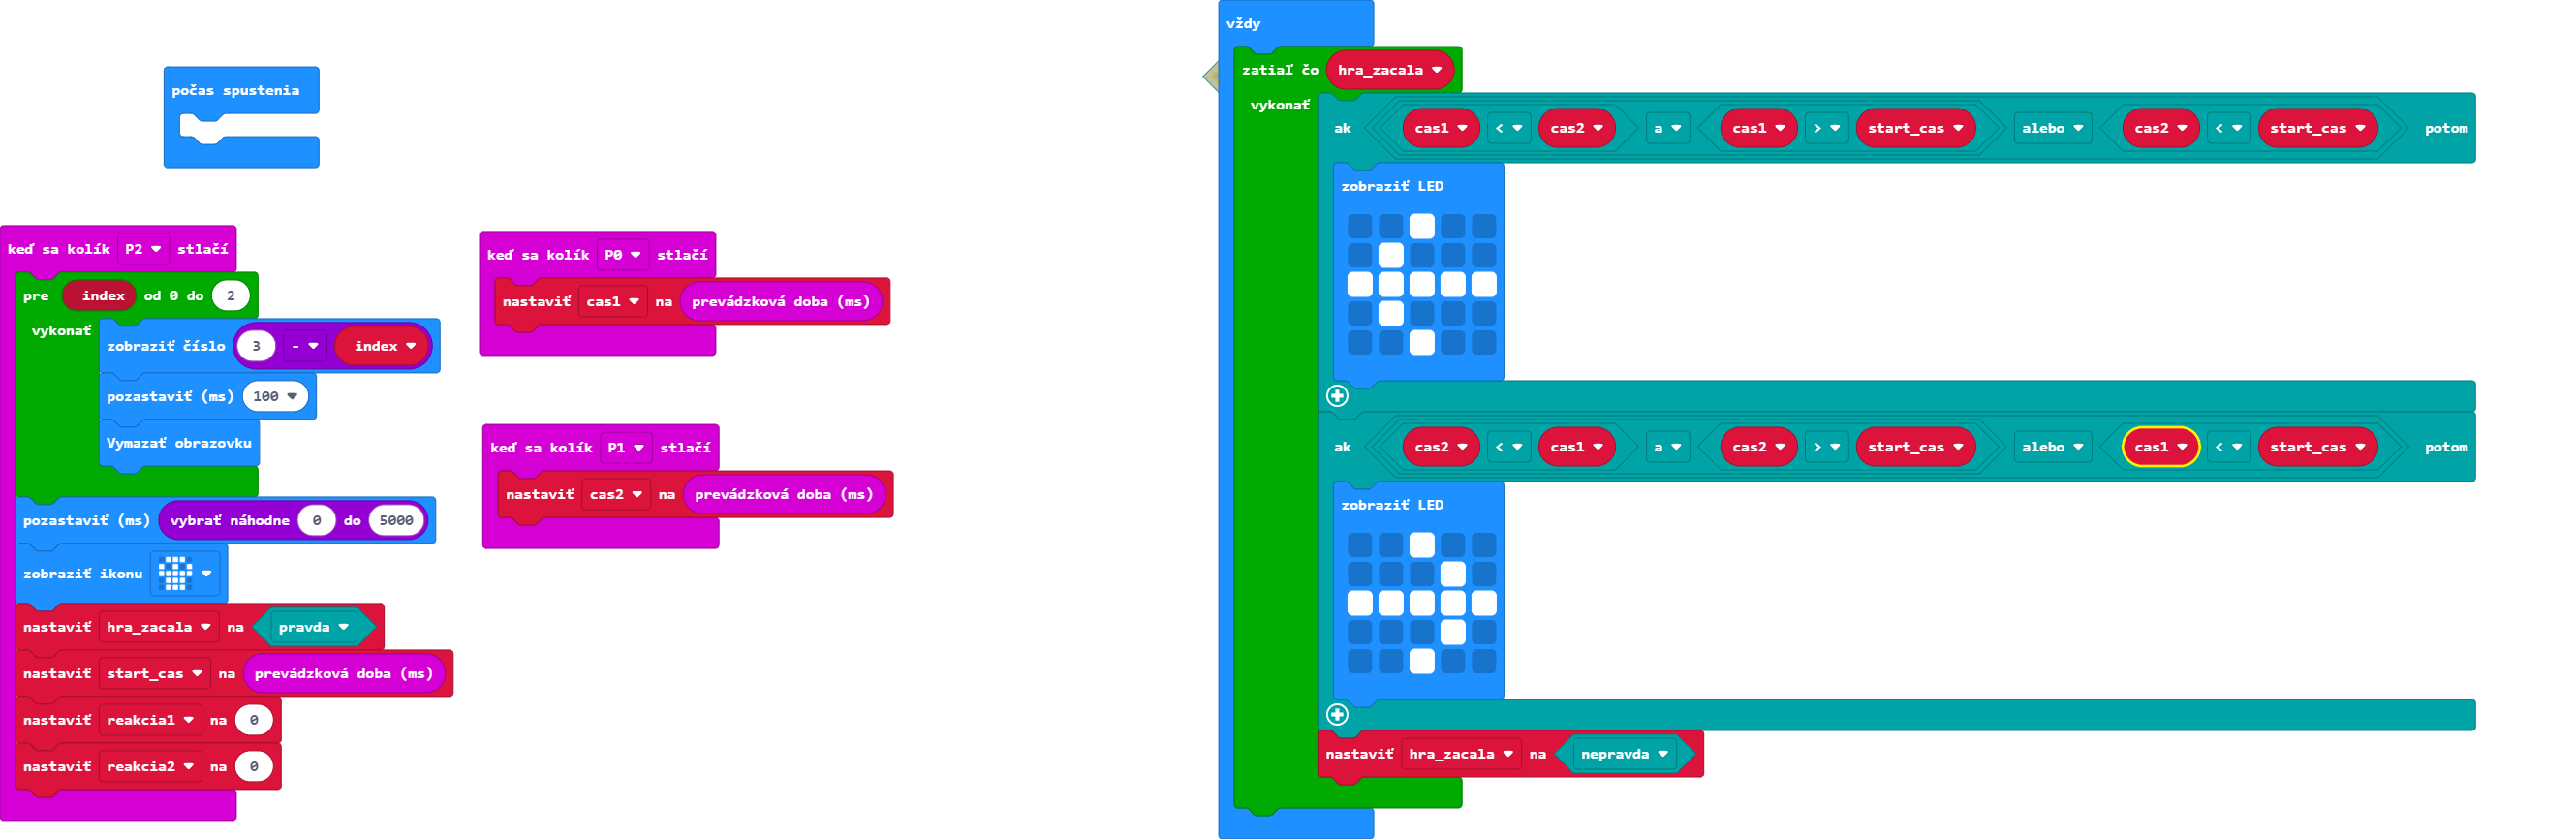 počas spustenia
keď sa kolík P2 stlačí
pre index od 0 do 2
vykonať
zobraziť číslo 3 - index
pozastaviť (ms) 100
Vymazať obrazovku
pozastaviť (ms) vybrať náhodne 0 do 5000
zobraziť ikonu
nastaviť hra_zacala na pravda
nastaviť start_cas na prevádzková doba (ms)
nastaviť reakcia1 na 0
nastaviť reakcia2 na 0
keď sa kolík P0 stlačí
nastaviť cas1 na prevádzková doba (ms)
keď sa kolík P1 stlačí
nastaviť cas2 na prevádzková doba (ms)
vždy
zatiaľ čo hra_zacala
vykonať
ak cas1 < cas2 a cas1 > start_cas alebo cas2 < start_cas potom
zobraziť LED
ak cas2 < cas1 a cas2 > start_cas alebo cas1 < start_cas potom
zobraziť LED
nastaviť hra_zacala na nepravda